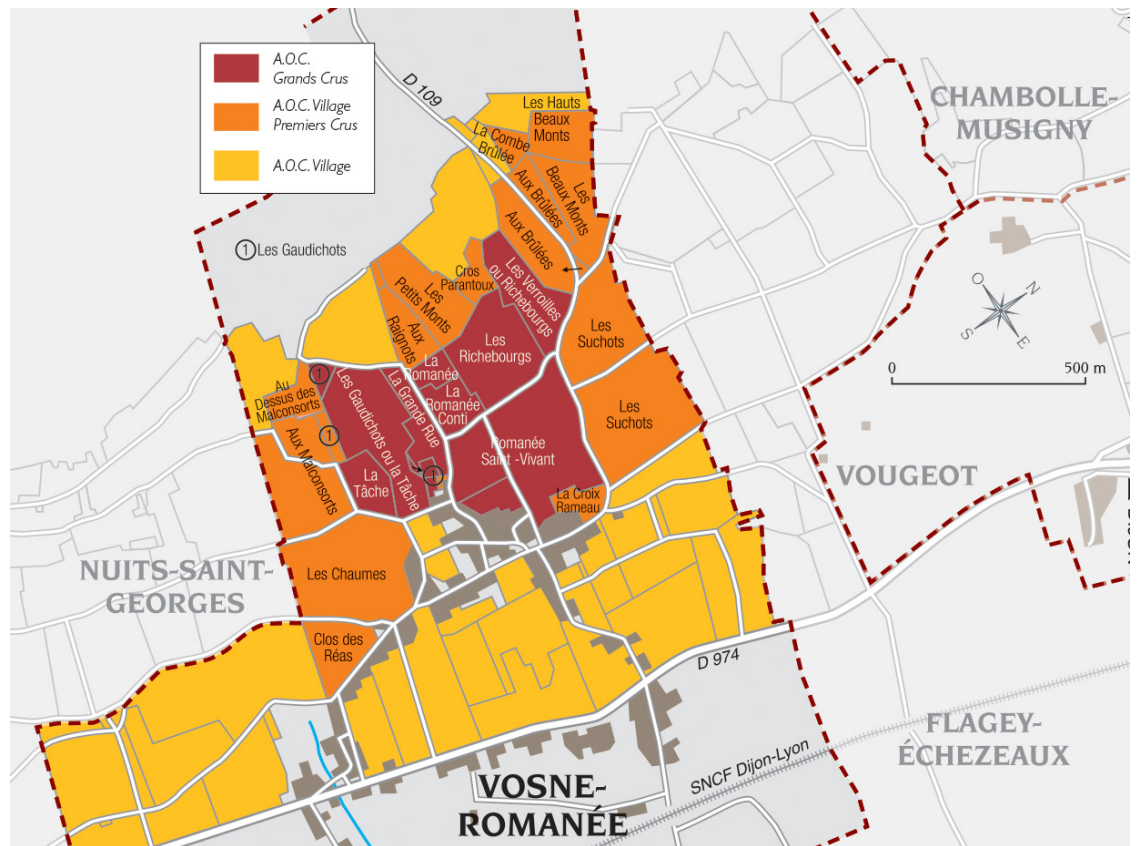 A.O.C.
Grands Crus
A.O.C. Village
Premiers Crus
A.O.C. Village
D 109
CHAMBOLLE-
MUSIGNY
Les Hauts
Beaux
Monts
La Combe
Brûlée
Aux Brûlées
Les
Beaux Monts
Aux Brûlées
1 Les Gaudichots
Cros
Parantoux
Les Verroilles
ou Richebourgs
Les
Petits Monts
Aux
Raignots
Les
Richebourgs
Les
Suchots
O
N
S
E
0
500 m
La
Romanée
La
Romanée
Conti
1
Au
Dessus des
Malconsorts
Les Gaudichots ou la Tâche
La Grande Rue
Les
Suchots
1
Aux Malconsorts
Romanée
Saint -Vivant
La
Tâche
1
La Croix
Rameau
VOUGEOT
NUITS-SAINT-
GEORGES
Les Chaumes
Clos des
Réas
D 974
FLAGEY-
ÉCHEZEAUX
SNCF Dijon-Lyon
VOSNE-
ROMANÉE